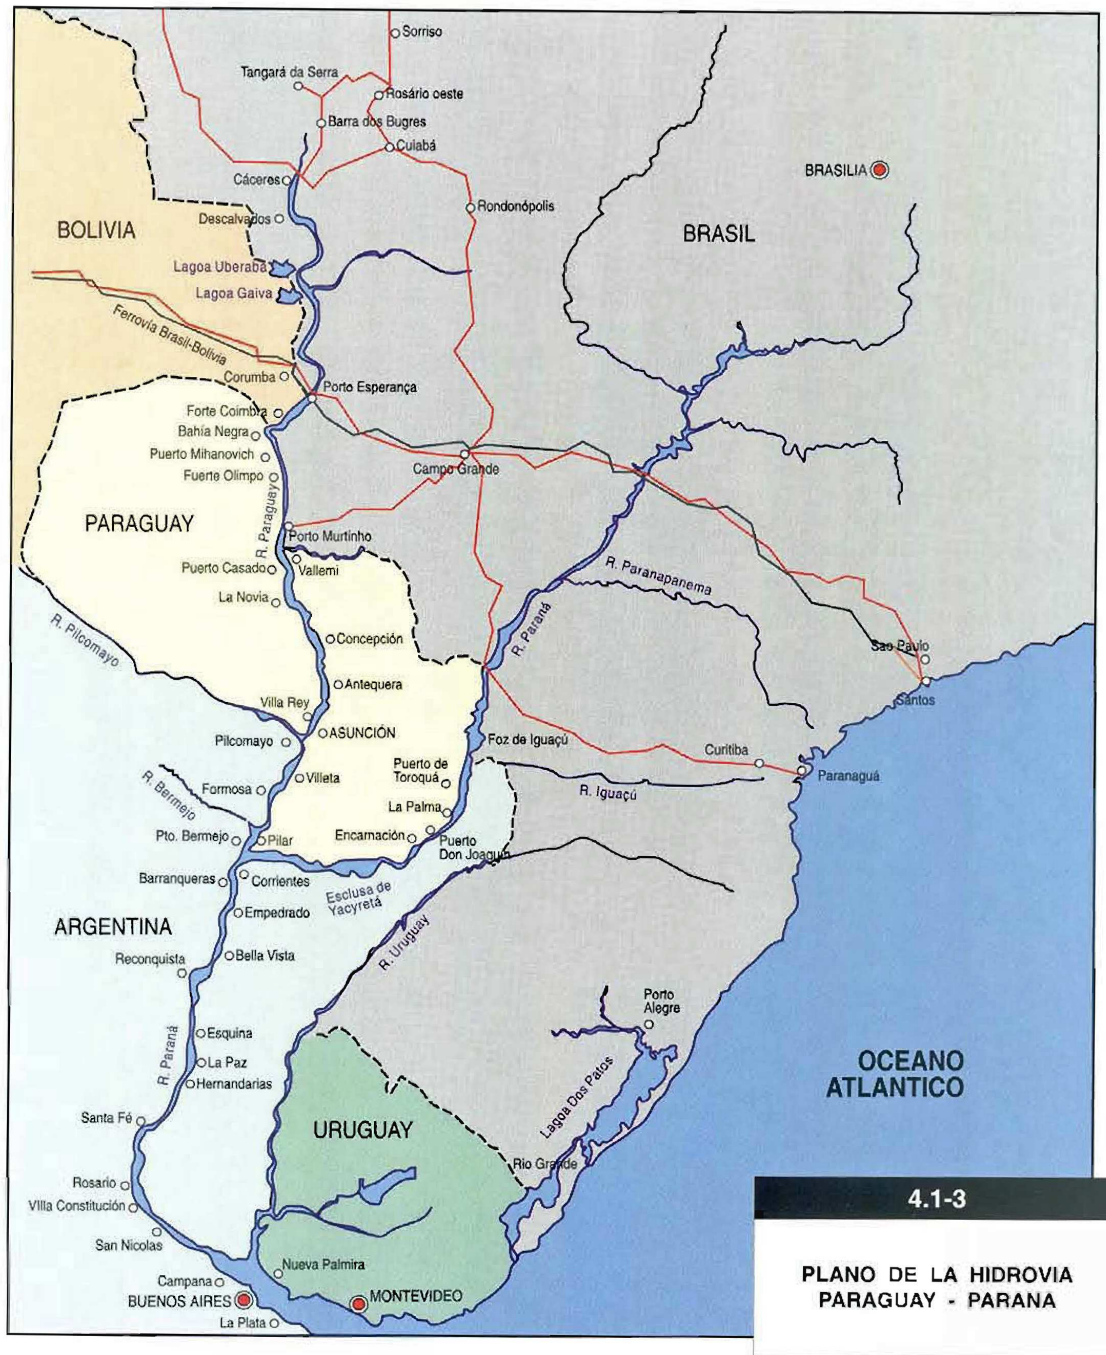 Sorriso
Tangará da Serra
Rosário oeste
Barra dos Bugres
Cuiabá
BRASILIA
Cáceres
Rondonópolis
Descalvados
BOLIVIA
BRASIL
Lagoa Uberaba
Lagoa Gaiva
Ferrovia Brasil-Bolivia
Corumba
Porto Esperança
Forte Coimbra
Bahía Negra
Puerto Mihanovich
Campo Grande
Fuerte Olimpo
R. Paraguay
PARAGUAY
Porto Murtinho
Puerto Casado
Vallemi
R. Paranapanema
La Novia
R. Paraná
R. Pilcomayo
Concepción
Sao Paulo
Antequera
Santos
Villa Rey
ASUNCIÓN
Pilcomayo
Foz de Iguaçú
Curitiba
Puerto de
Toroquá
Paranaguá
Villeta
R. Bermejo
Formosa
R. Iguaçú
La Palma
Pto. Bermejo
Pilar
Encarnación
Puerto
Don Joaquín
Barranqueras
Corrientes
Esclusa de
Yacyretá
Empedrado
ARGENTINA
R. Uruguay
Bella Vista
Reconquista
Porto
Alegre
Esquina
R. Paraná
La Paz
Hernandarias
OCEANO
ATLANTICO
Lagoa Dos Patos
Santa Fé
URUGUAY
Rio Grande
Rosario
VIlla Constitución
4.1-3
San Nicolas
Nueva Palmira
Campana
BUENOS AIRES
MONTEVIDEO
La Plata
PLANO DE LA HIDROVIA
PARAGUAY - PARANA